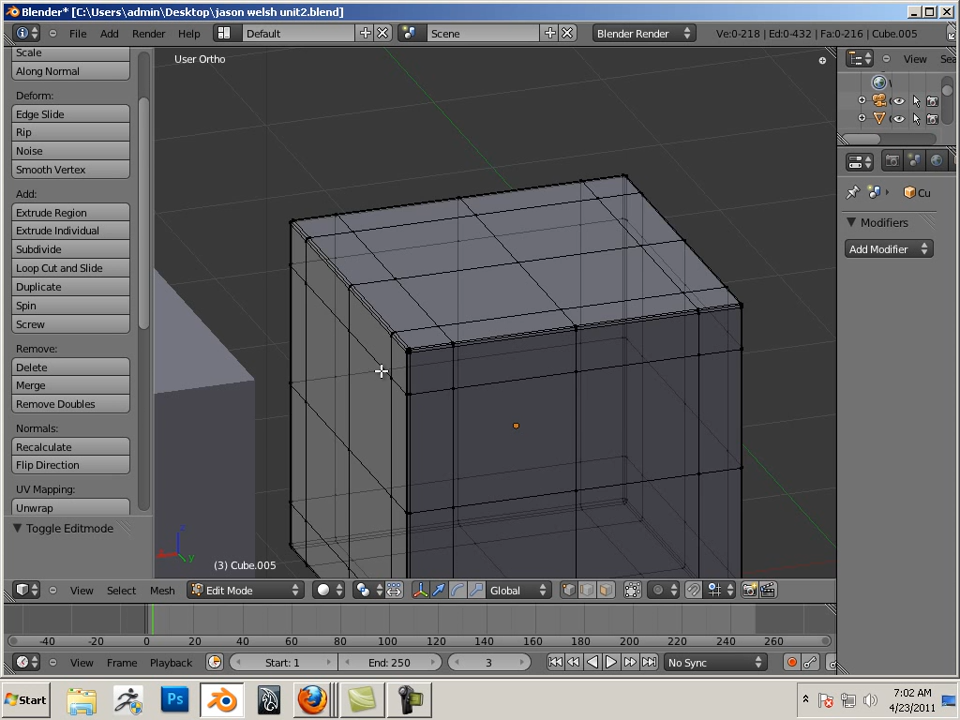 Blender* [C:\Users\admin\Desktop\jason welsh unit2.blend]
File Add Render Help Default Scene Blender Render Ve:0-218 | Ed:0-432 | Fa:0-216 | Cube.005
Scale
Along Normal
Deform:
Edge Slide
Rip
Noise
Smooth Vertex
Add:
Extrude Region
Extrude Individual
Subdivide
Loop Cut and Slide
Duplicate
Spin
Screw
Remove:
Delete
Merge
Remove Doubles
Normals:
Recalculate
Flip Direction
UV Mapping:
Unwrap
Toggle Editmode
User Ortho
z
x
y
(3) Cube.005
View Sea
Cu
Modifiers
Add Modifier
View Select Mesh Edit Mode Global
-40 -20 0 20 40 60 80 100 120 140 160 180 200 220 240 260
View Frame Playback Start: 1 End: 250 3 No Sync
Start Ps 7:02 AM
4/23/2011